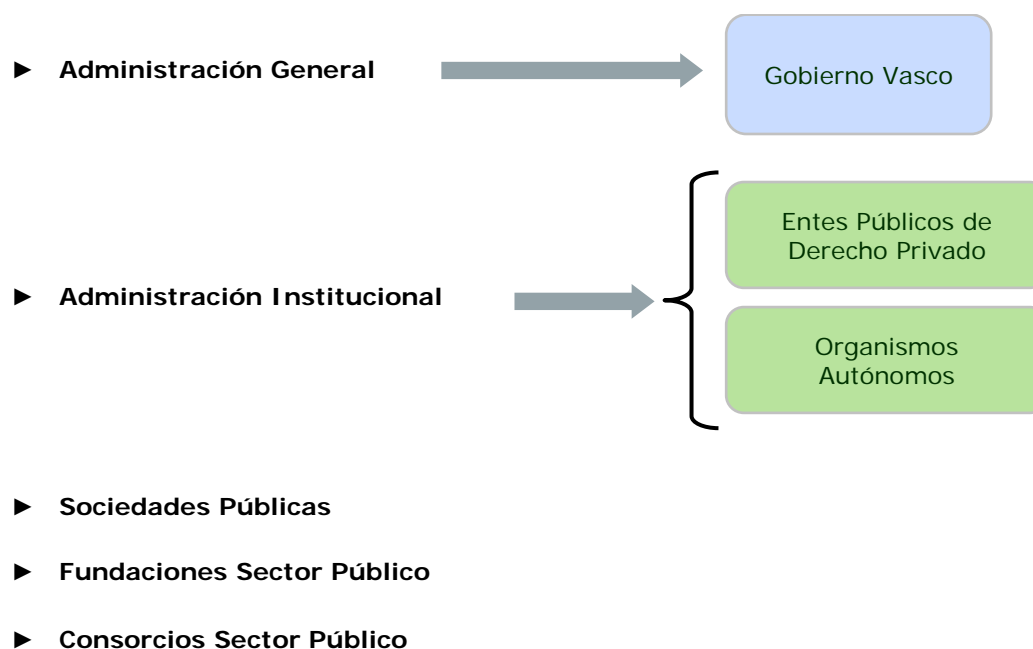 ► Administración General
Gobierno Vasco
► Administración Institucional
Entes Públicos de
Derecho Privado
Organismos
Autónomos
► Sociedades Públicas
► Fundaciones Sector Público
► Consorcios Sector Público